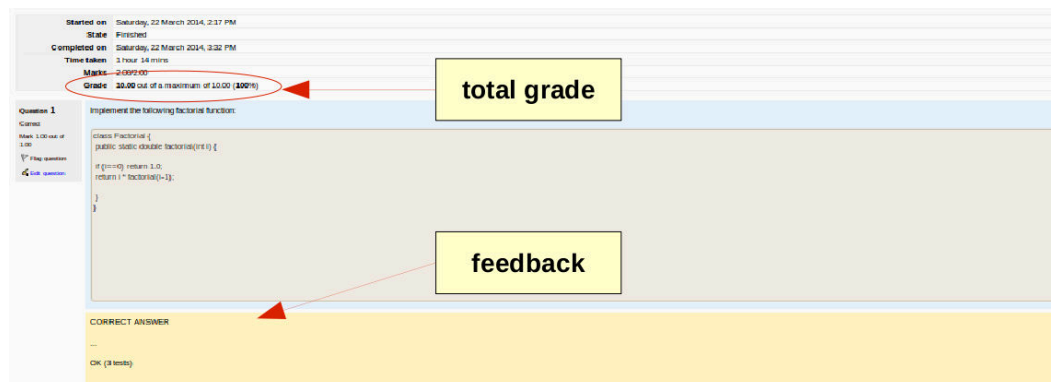 Started on Saturday, 22 March 2014, 2:17 PM
State Finished
Completed on Saturday, 22 March 2014, 3:32 PM
Time taken 1 hour 14 mins
Marks 2.00/2.00
Grade 10.00 out of a maximum of 10.00 (100%)
total grade
Question 1
Correct
Mark 1.00 out of
1.00
Flag question
Edit question
Implement the following factorial function:
class Factorial {
public static double factorial(int i) {
if (i==0) return 1.0;
return i * factorial(i-1);
}
}
feedback
CORRECT ANSWER
...
OK (3 tests)